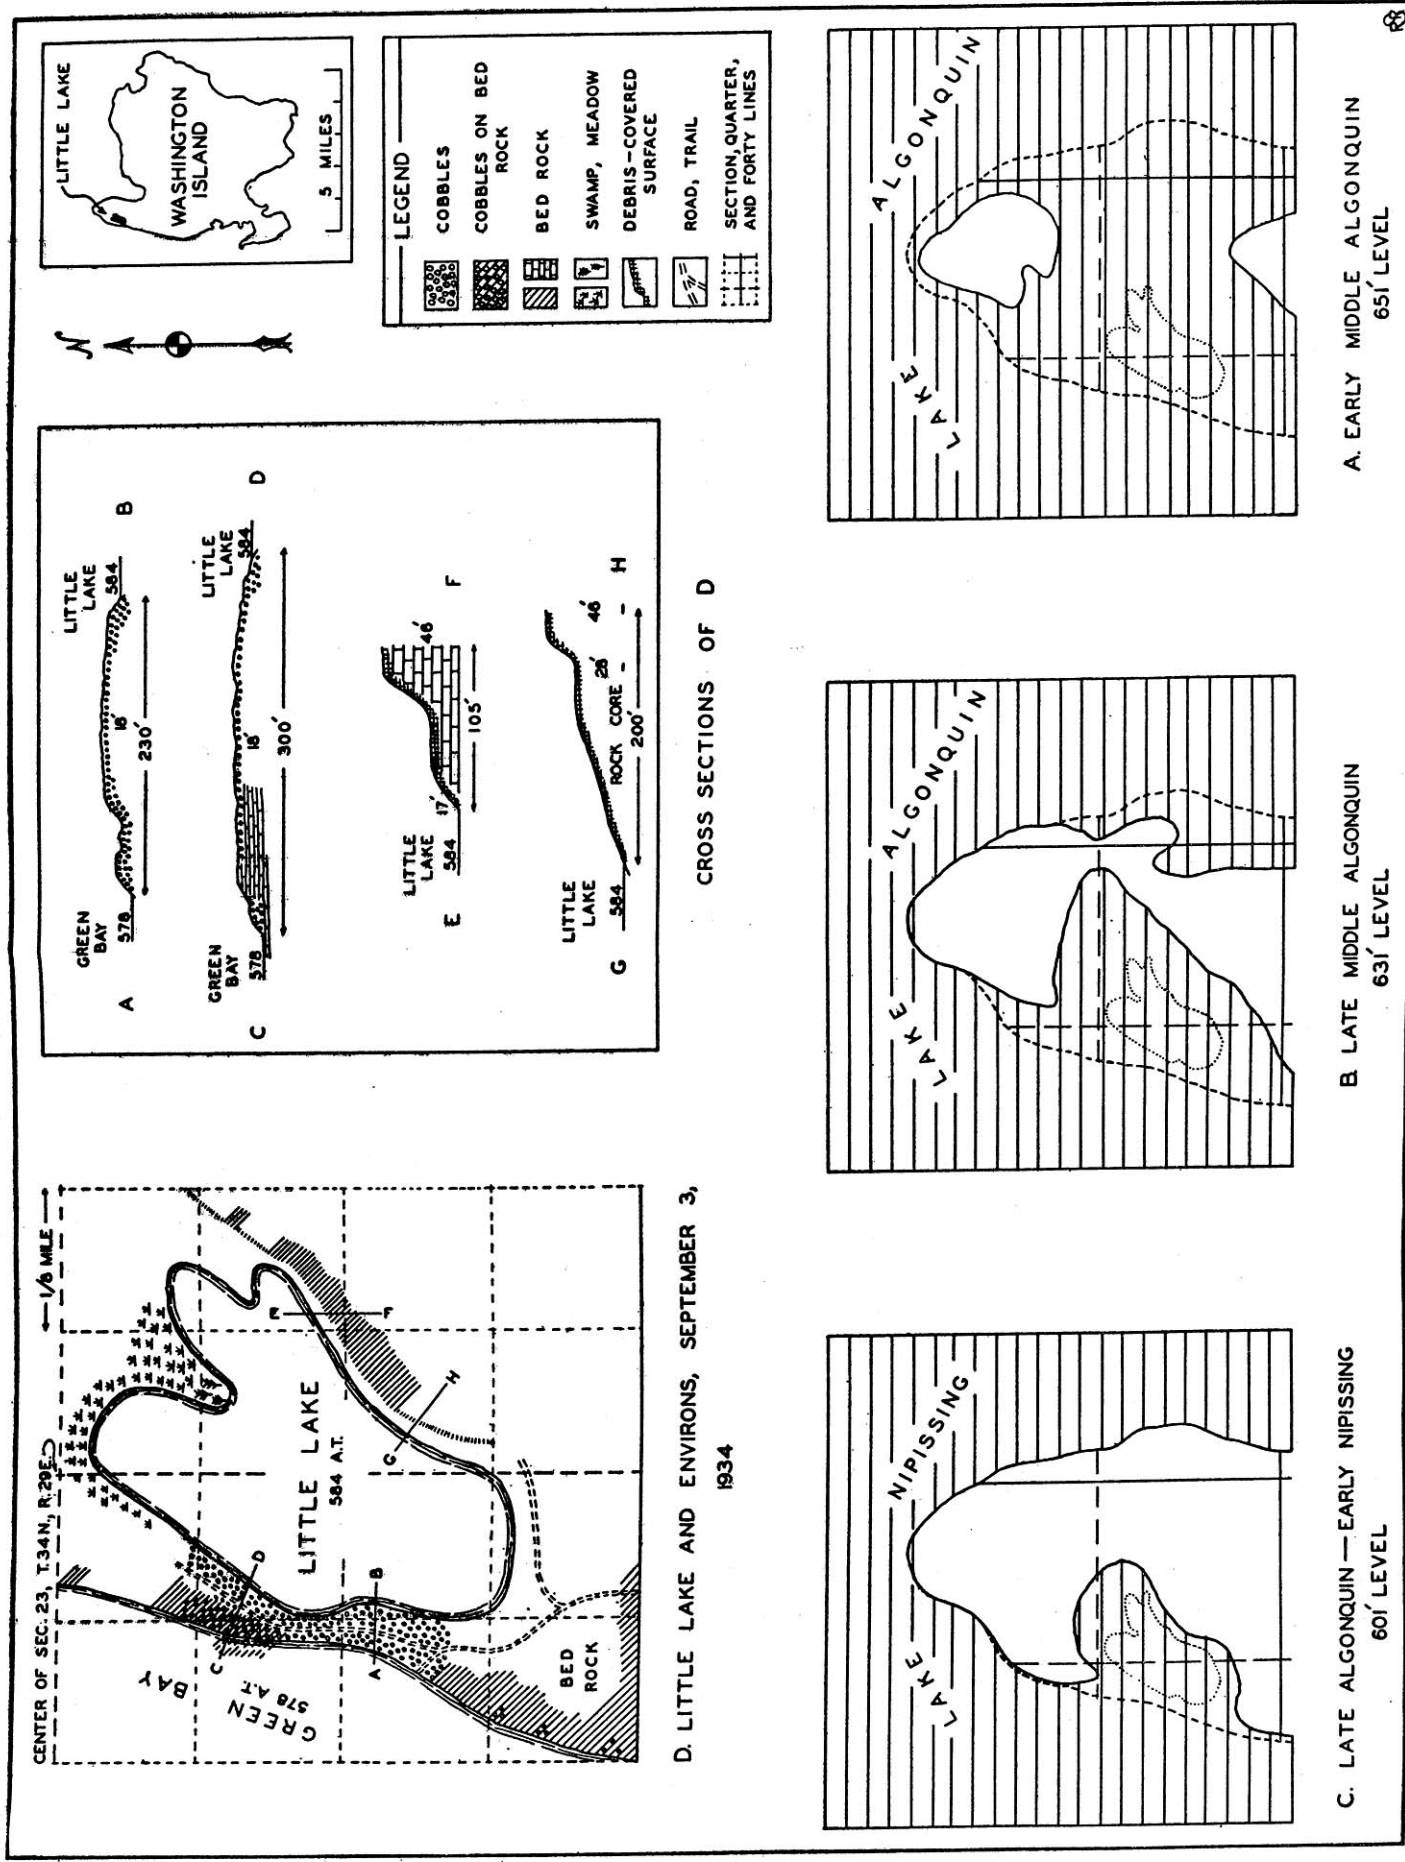 LITTLE LAKE
WASHINGTON
ISLAND
5 MILES
N
LEGEND
COBBLES
COBBLES ON BED
ROCK
BED ROCK
SWAMP, MEADOW
DEBRIS-COVERED
SURFACE
ROAD, TRAIL
SECTION, QUARTER,
AND FORTY LINES
GREEN
BAY
578
LITTLE
LAKE
584
A
B
18'
230'
GREEN
BAY
578
LITTLE
LAKE
584
C
D
18'
300'
LITTLE
LAKE
584
E
F
17'
46'
105'
LITTLE
LAKE
584
G
H
ROCK CORE
28'
46'
200'
CROSS SECTIONS OF D
CENTER OF SEC. 23, T.34N., R.29E.
1/8 MILE
GREEN BAY
578 A.T.
LITTLE LAKE
584 A.T.
A
B
C
D
E
F
G
H
BED
ROCK
D. LITTLE LAKE AND ENVIRONS, SEPTEMBER 3,
1934
LAKE ALGONQUIN
A. EARLY MIDDLE ALGONQUIN
651' LEVEL
LAKE ALGONQUIN
B. LATE MIDDLE ALGONQUIN
631' LEVEL
LAKE NIPISSING
C. LATE ALGONQUIN—EARLY NIPISSING
601' LEVEL